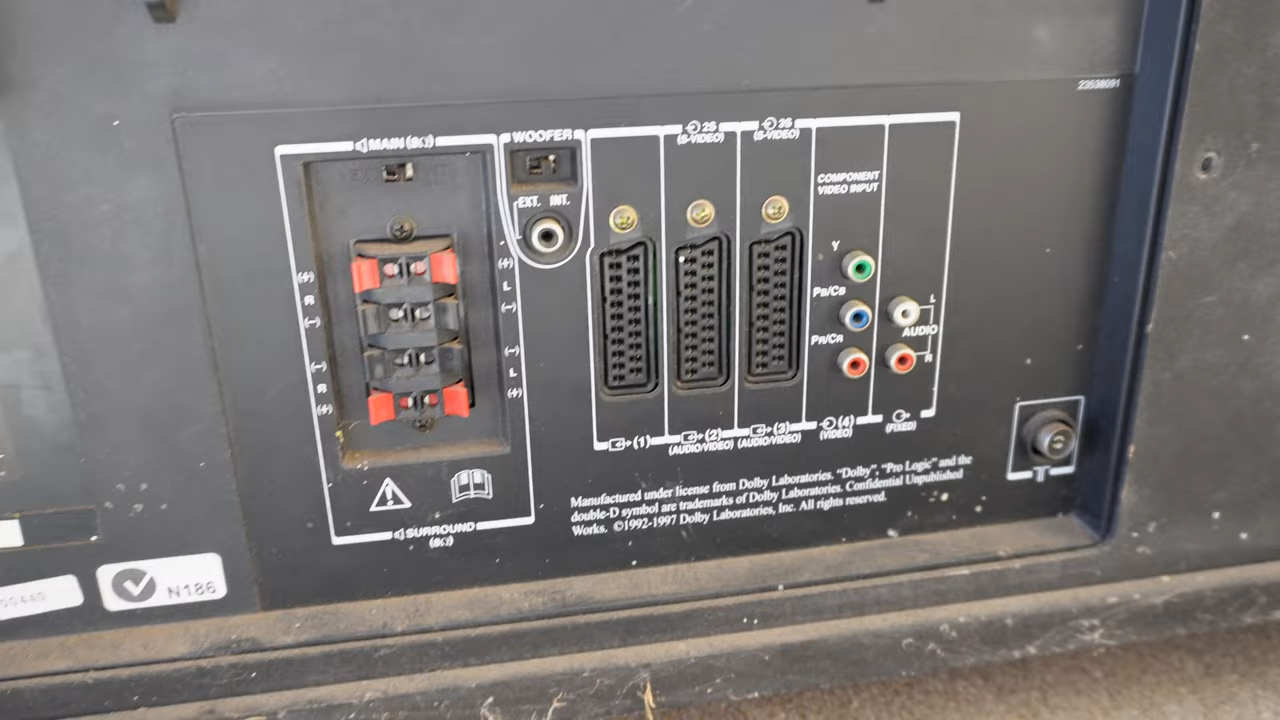 23538091
MAIN (8Ω)
WOOFER
EXT. INT.
2S
(S-VIDEO)
3S
(S-VIDEO)
COMPONENT
VIDEO INPUT
Y
PB/CB
PR/CR
L
AUDIO
R
(+)
R
(-)
(-)
R
(+)
(+)
L
(-)
(-)
L
(+)
(1)
(2)
(AUDIO/VIDEO)
(3)
(AUDIO/VIDEO)
(4)
(VIDEO)
(FIXED)
SURROUND
(8Ω)
Manufactured under license from Dolby Laboratories. “Dolby”, “Pro Logic” and the
double-D symbol are trademarks of Dolby Laboratories. Confidential Unpublished
Works. ©1992-1997 Dolby Laboratories, Inc. All rights reserved.
N186